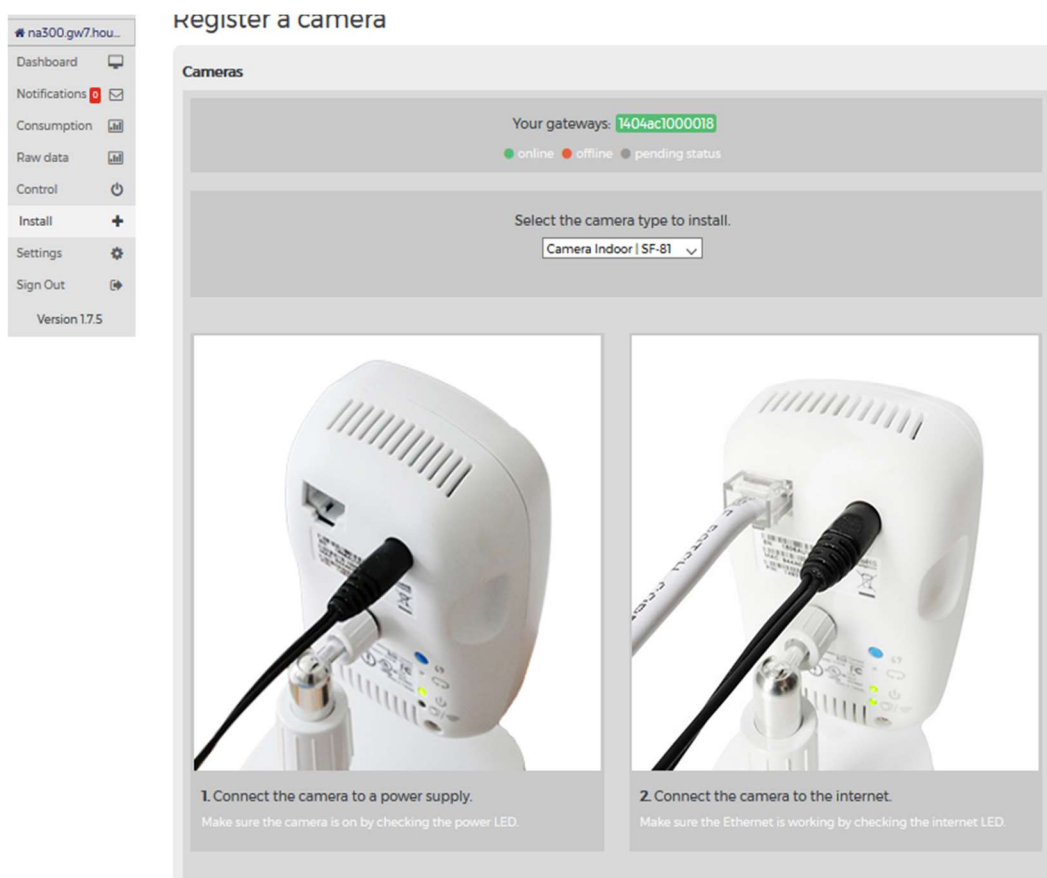 Register a camera
na300.gw7.hou...
Dashboard
Notifications 0
Consumption
Raw data
Control
Install
Settings
Sign Out
Version 1.7.5
Cameras
Your gateways: 1404ac1000018
online offline pending status
Select the camera type to install.
Camera Indoor | SF-81
1. Connect the camera to a power supply.
Make sure the camera is on by checking the power LED.
2. Connect the camera to the internet.
Make sure the Ethernet is working by checking the internet LED.